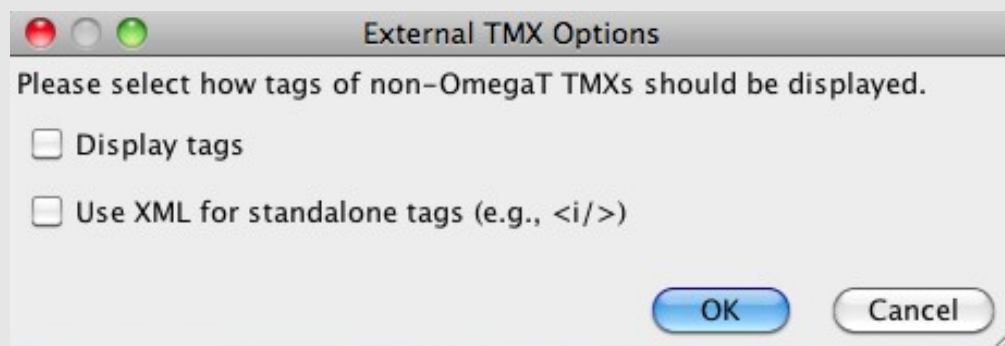 External TMX Options
Please select how tags of non-OmegaT TMXs should be displayed.
Display tags
Use XML for standalone tags (e.g., <i/>)
OK Cancel